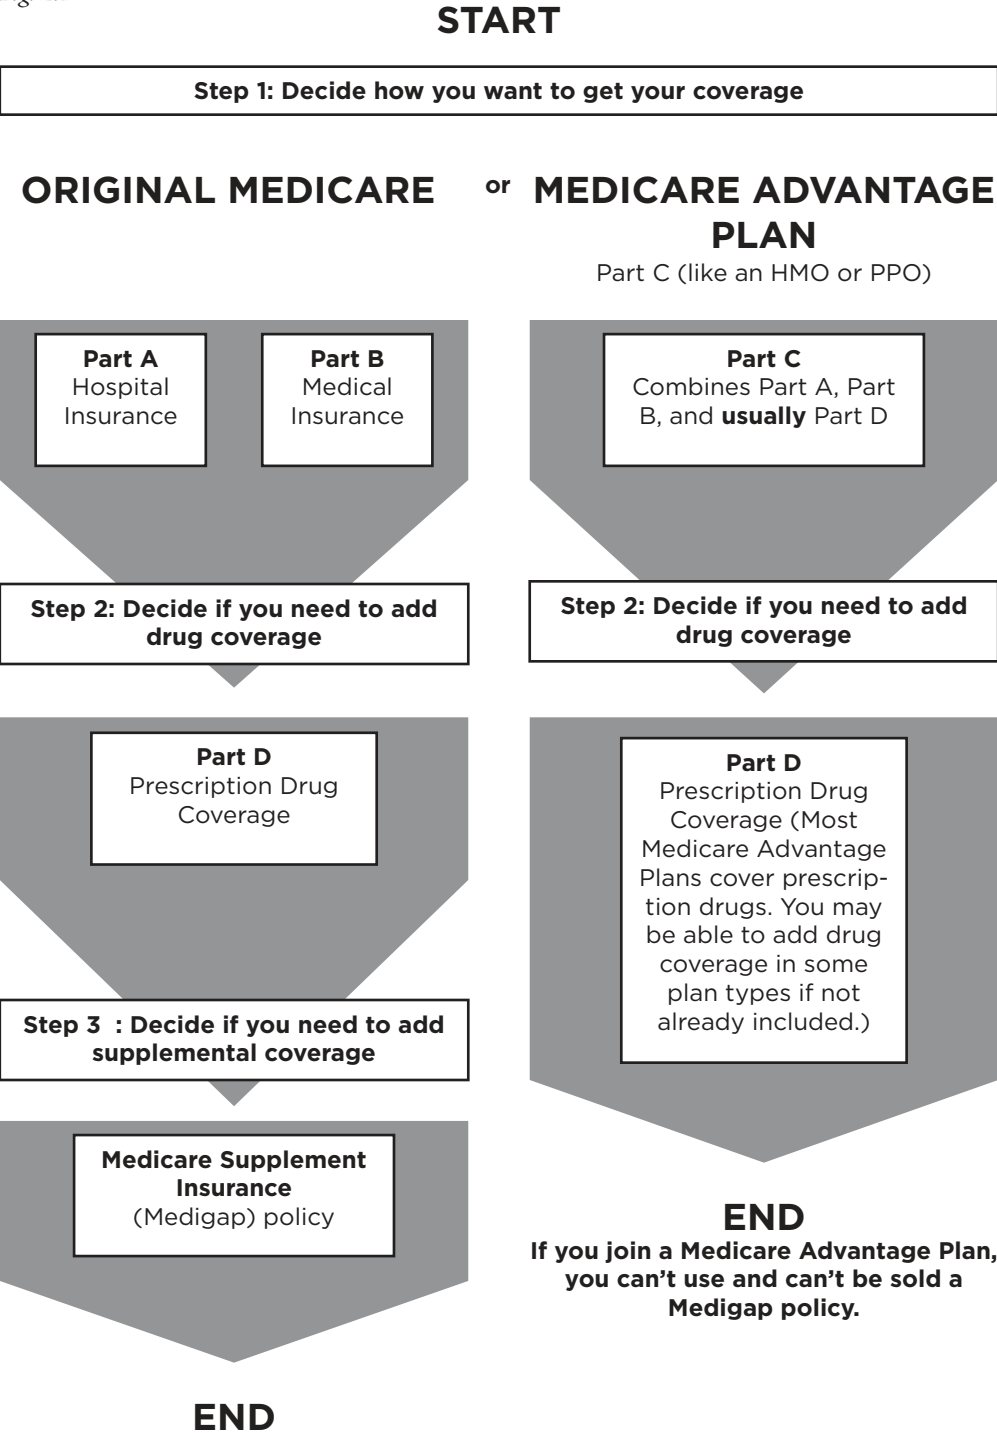 START
Step 1: Decide how you want to get your coverage
ORIGINAL MEDICARE
or
MEDICARE ADVANTAGE
PLAN
Part C (like an HMO or PPO)
Part A
Hospital
Insurance
Part B
Medical
Insurance
Step 2: Decide if you need to add
drug coverage
Part D
Prescription Drug
Coverage
Step 3 : Decide if you need to add
supplemental coverage
Medicare Supplement
Insurance
(Medigap) policy
END
Part C
Combines Part A, Part
B, and usually Part D
Step 2: Decide if you need to add
drug coverage
Part D
Prescription Drug
Coverage (Most
Medicare Advantage
Plans cover prescrip-
tion drugs. You may
be able to add drug
coverage in some
plan types if not
already included.)
END
If you join a Medicare Advantage Plan,
you can’t use and can’t be sold a
Medigap policy.